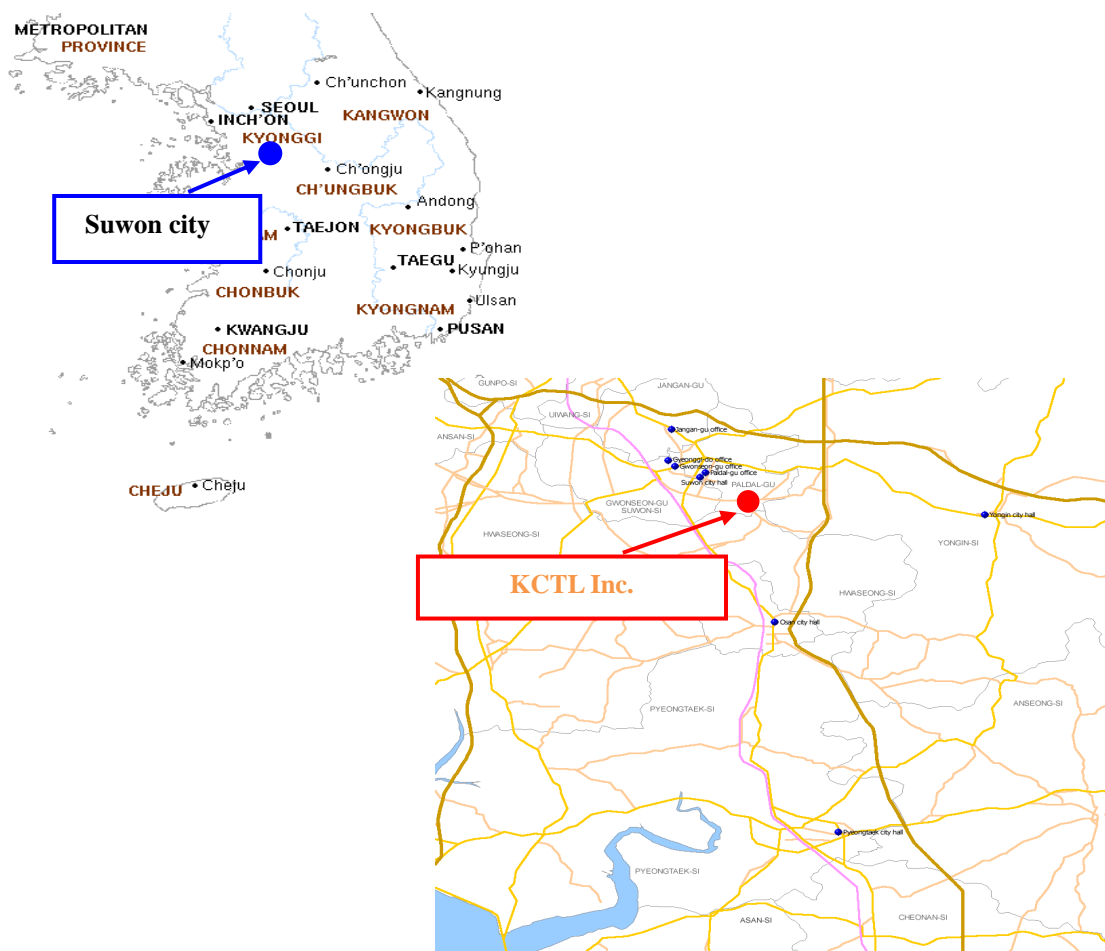 METROPOLITAN
PROVINCE
Ch'unchon
Kangnung
SEOUL
INCH'ON
KANGWON
KYONGGI
Ch'ongju
CH'UNGBUK
Suwon city
Andong
TAEJON
KYONGBUK
AM
P'ohan
TAEGU
Kyungju
Chonju
CHONBUK
Ulsan
KYONGNAM
KWANGJU
PUSAN
CHONNAM
Mokp'o
CHEJU
Cheju
GUNPO-SI
JANGAN-GU
UIWANG-SI
Jangan-gu office
ANSAN-SI
Gyeonggi-do office
Gwonseon-gu office
Paldal-gu office
Suwon city hall
PALDAL-GU
GWONSEON-GU
SUWON-SI
Yongin city hall
HWASEONG-SI
YONGIN-SI
KCTL Inc.
HWASEONG-SI
Osan city hall
PYEONGTAEK-SI
ANSEONG-SI
Pyeongtaek city hall
PYEONGTAEK-SI
ASAN-SI
CHEONAN-SI